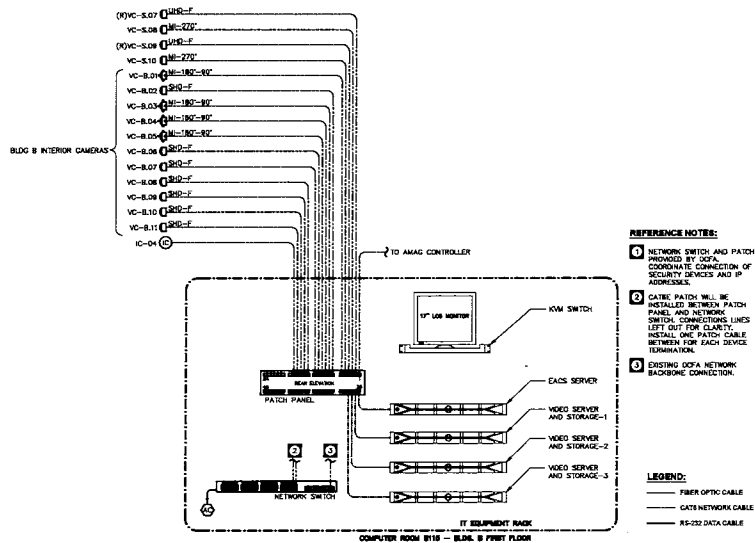 (R)VC-S.07 UHD-F
VC-S.08 MI-270°
(R)VC-S.09 UHD-F
VC-S.10 MI-270°
VC-B.01 MI-180°-90°
VC-B.02 SHD-F
VC-B.03 MI-180°-90°
VC-B.04 MI-180°-90°
VC-B.05 MI-180°-90°
BLDG B INTERIOR CAMERAS
VC-B.06 SHD-F
VC-B.07 SHD-F
VC-B.08 SHD-F
VC-B.09 SHD-F
VC-B.10 SHD-F
VC-B.11 SHD-F
IC-04 IC
TO AMAG CONTROLLER
17" LCD MONITOR
KVM SWITCH
REAR ELEVATION
PATCH PANEL
EACS SERVER
VIDEO SERVER
AND STORAGE-1
VIDEO SERVER
AND STORAGE-2
VIDEO SERVER
AND STORAGE-3
2
3
NETWORK SWITCH
AC
IT EQUIPMENT RACK
COMPUTER ROOM B115 - BLDG. B FIRST FLOOR
REFERENCE NOTES:
1 NETWORK SWITCH AND PATCH
PROVIDED BY OCFA.
COORDINATE CONNECTION OF
SECURITY DEVICES AND IP
ADDRESSES.
2 CAT6E PATCH WILL BE
INSTALLED BETWEEN PATCH
PANEL AND NETWORK
SWITCH. CONNECTIONS LINES
LEFT OUT FOR CLARITY.
INSTALL ONE PATCH CABLE
BETWEEN FOR EACH DEVICE
TERMINATION.
3 EXISTING OCFA NETWORK
BACKBONE CONNECTION.
LEGEND:
FIBER OPTIC CABLE
CAT6 NETWORK CABLE
RS-232 DATA CABLE